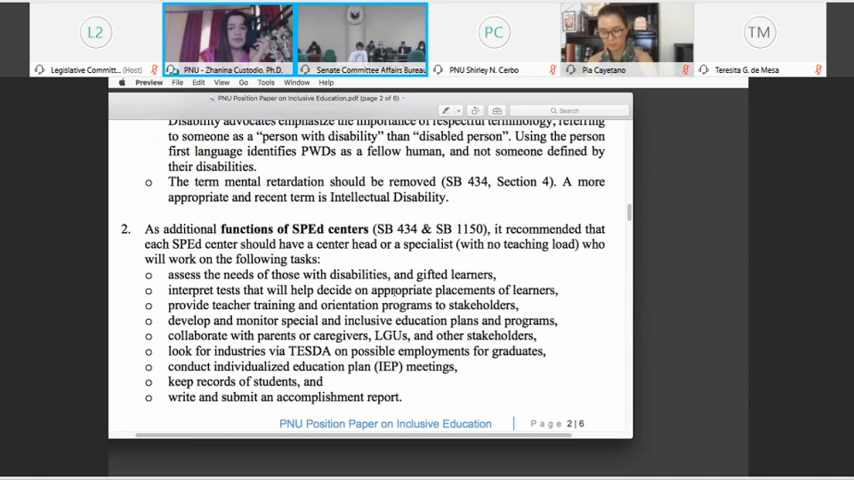 L2
PC
TM
Legislative Committ... (Host)
PNU - Zhanina Custodio, Ph.D.
Senate Committee Affairs Bureau
PNU Shirley N. Cerbo
Pia Cayetano
Teresita G. de Mesa
Preview File Edit View Go Tools Window Help
PNU Position Paper on Inclusive Education.pdf (page 2 of 6)
Search
Disability advocates emphasize the importance of respectful terminology, referring
to someone as a “person with disability” than “disabled person”. Using the person
first language identifies PWDs as a fellow human, and not someone defined by
their disabilities.
o The term mental retardation should be removed (SB 434, Section 4). A more
appropriate and recent term is Intellectual Disability.
2. As additional functions of SPEd centers (SB 434 & SB 1150), it recommended that
each SPEd center should have a center head or a specialist (with no teaching load) who
will work on the following tasks:
o assess the needs of those with disabilities, and gifted learners,
o interpret tests that will help decide on appropriate placements of learners,
o provide teacher training and orientation programs to stakeholders,
o develop and monitor special and inclusive education plans and programs,
o collaborate with parents or caregivers, LGUs, and other stakeholders,
o look for industries via TESDA on possible employments for graduates,
o conduct individualized education plan (IEP) meetings,
o keep records of students, and
o write and submit an accomplishment report.
PNU Position Paper on Inclusive Education | Page 2|6